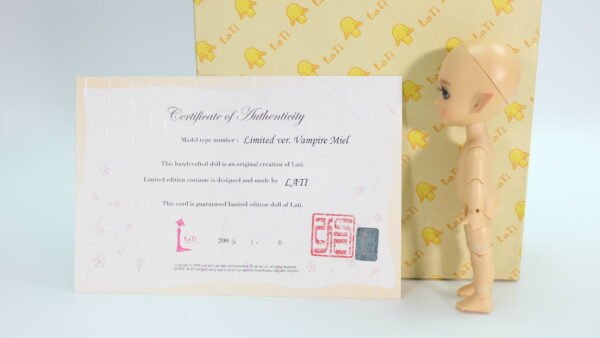 LaTi
Certificate of Authenticity
Model type number : Limited ver. Vampire Miel
This handcrafted doll is an original creation of Lati.
Limited edition costume is designed and made by LATI
This card is guaranteed limited edition doll of Lati.
LaTi
2009 . 1 .